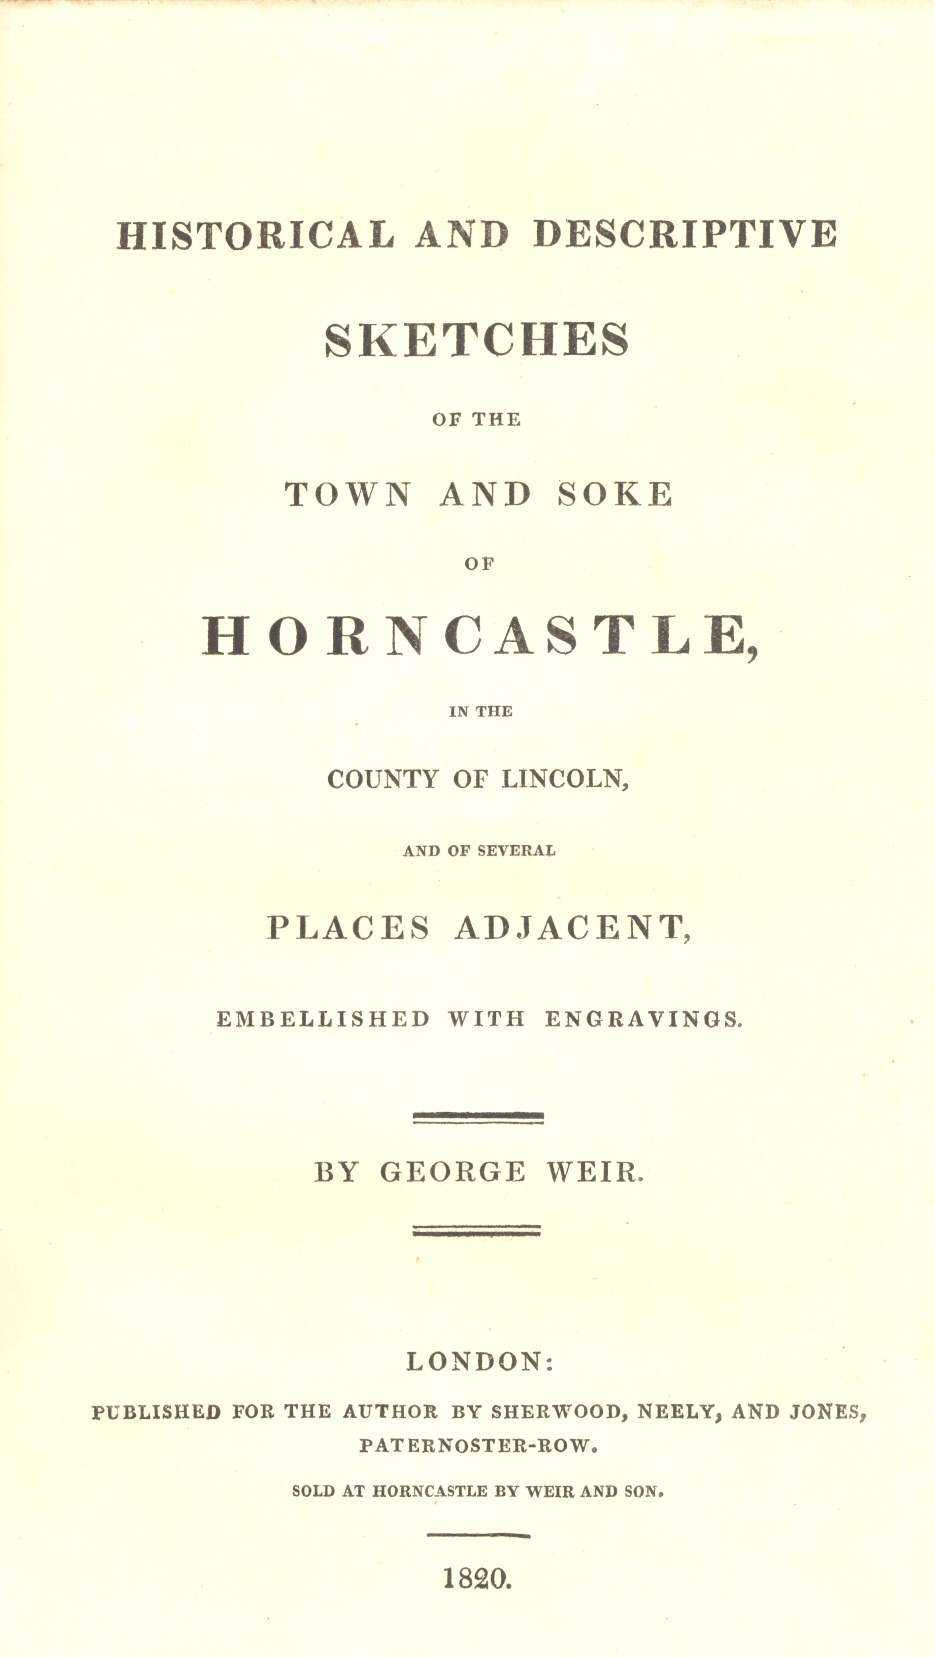 HISTORICAL AND DESCRIPTIVE
SKETCHES
OF THE
TOWN AND SOKE
OF
HORNCASTLE,
IN THE
COUNTY OF LINCOLN,
AND OF SEVERAL
PLACES ADJACENT,
EMBELLISHED WITH ENGRAVINGS.
BY GEORGE WEIR.
LONDON:
PUBLISHED FOR THE AUTHOR BY SHERWOOD, NEELY, AND JONES,
PATERNOSTER-ROW.
SOLD AT HORNCASTLE BY WEIR AND SON.
1820.